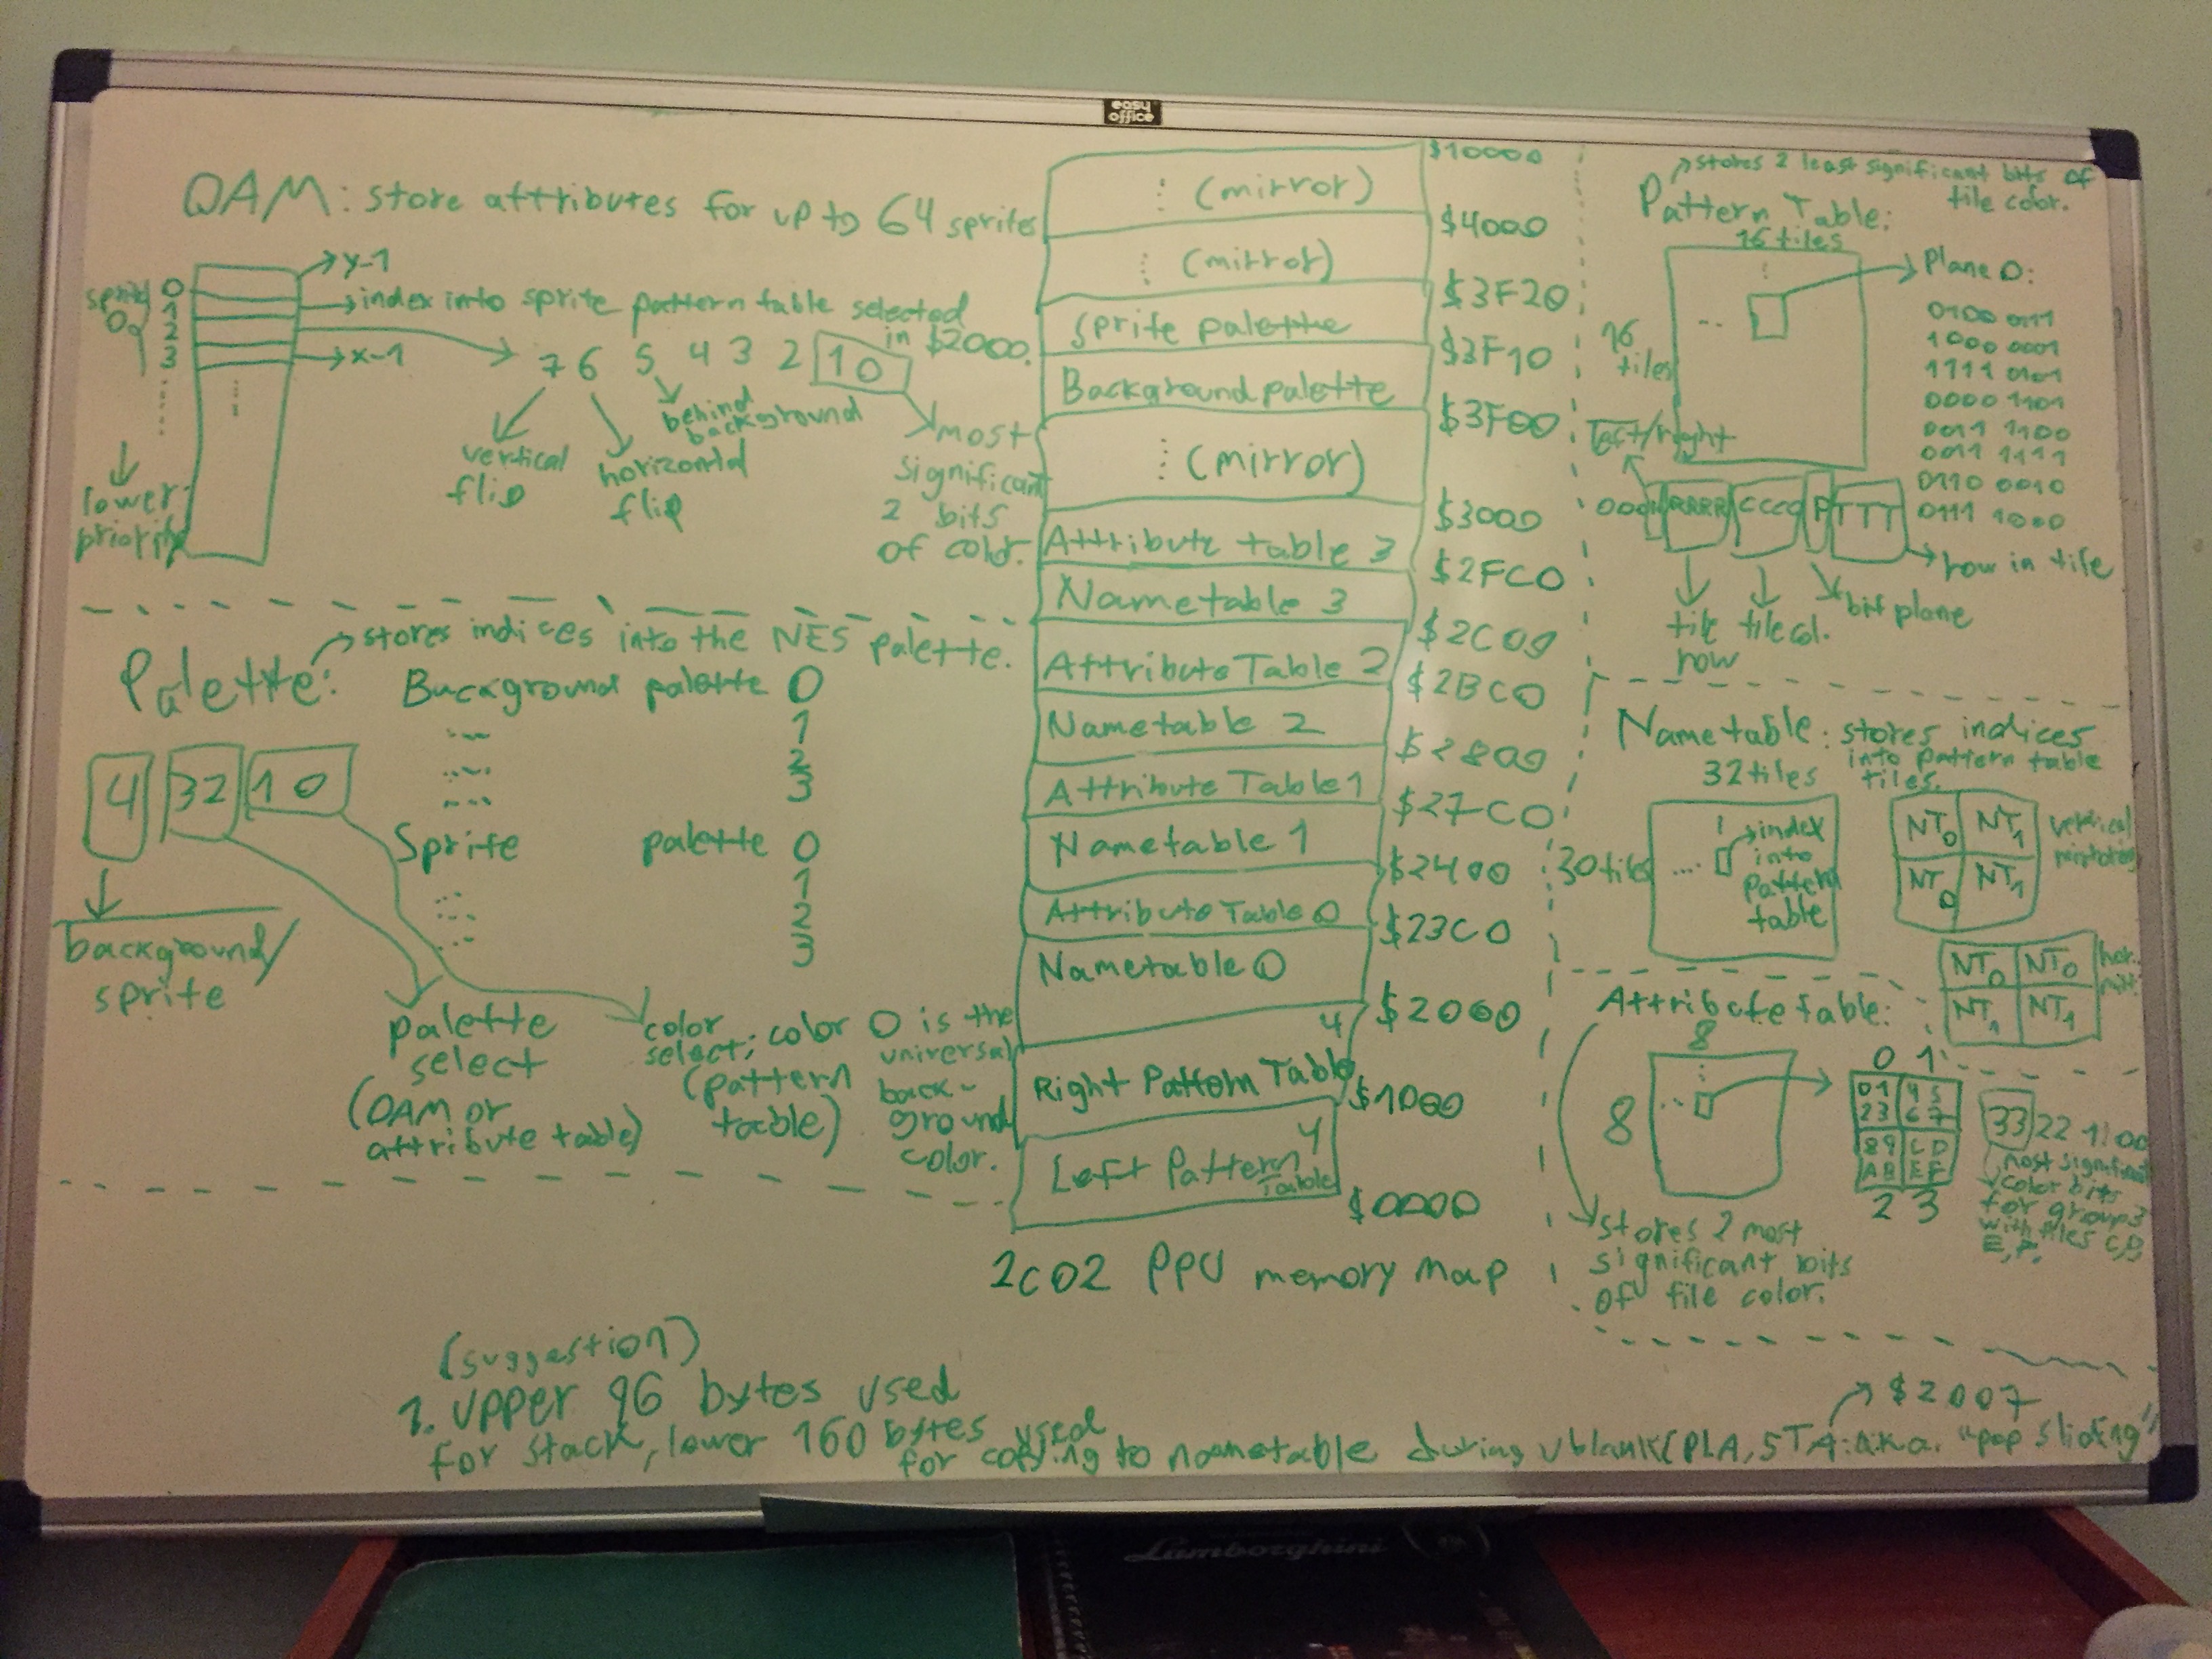 easy
office
OAM: store attributes for up to 64 sprites
sprite 0
0
1
2
3
lower
priority
y-1
index into sprite pattern table selected
in $2000.
x-1
7 6 5 4 3 2 1 0
vertical
flip
horizontal
flip
behind
background
most
significant
2 bits
of color.
Palette:
stores indices into the NES palette.
Background palette 0
1
2
3
Sprite palette 0
1
2
3
4 32 10
background/
sprite
palette
select
(OAM or
attribute table)
color
select; color 0 is the
universal
back-
ground
color.
(pattern
table)
$10000
(mirror)
$4000
(mirror)
$3F20
Sprite palette
$3F10
Background palette
$3F00
(mirror)
$3000
Attribute table 3
$2FC0
Nametable 3
$2C00
Attribute Table 2
$2BC0
Nametable 2
$2800
Attribute Table 1
$27C0
Nametable 1
$2400
Attribute Table 0
$23C0
Nametable 0
$2000
4
Right Pattern Table
$1000
4
Left Pattern
Table
$0000
2C02 PPU memory map
stores 2 least significant bits of
tile color.
Pattern Table:
16 tiles
16
tiles
Plane 0:
0100 0111
1000 0001
1111 0101
0000 1101
0011 1100
0011 1111
0110 0010
0111 1000
left/right
000H RRRR CCCC P TTT
tile
row
tile col.
bit plane
row in tile
Nametable: stores indices
into pattern table
tiles.
32 tiles
30 tiles
index
into
pattern
table
NT0 NT1
NT0 NT1
vertical
mirroring
NT0 NT0
NT1 NT1
hor.
mirr.
Attribute table:
8
8
0 1
01 45
23 67
89 CD
AB EF
2 3
33 22 11 00
most significant
color bits
for group 3
with tiles C, D,
E, F.
stores 2 most
significant bits
of tile color.
(suggestion)
1. upper 96 bytes used
for stack, lower 160 bytes used
for copying to nametable during vblank (PLA, STA: a.k.a. "pop sliding"
$2007
Lamborghini